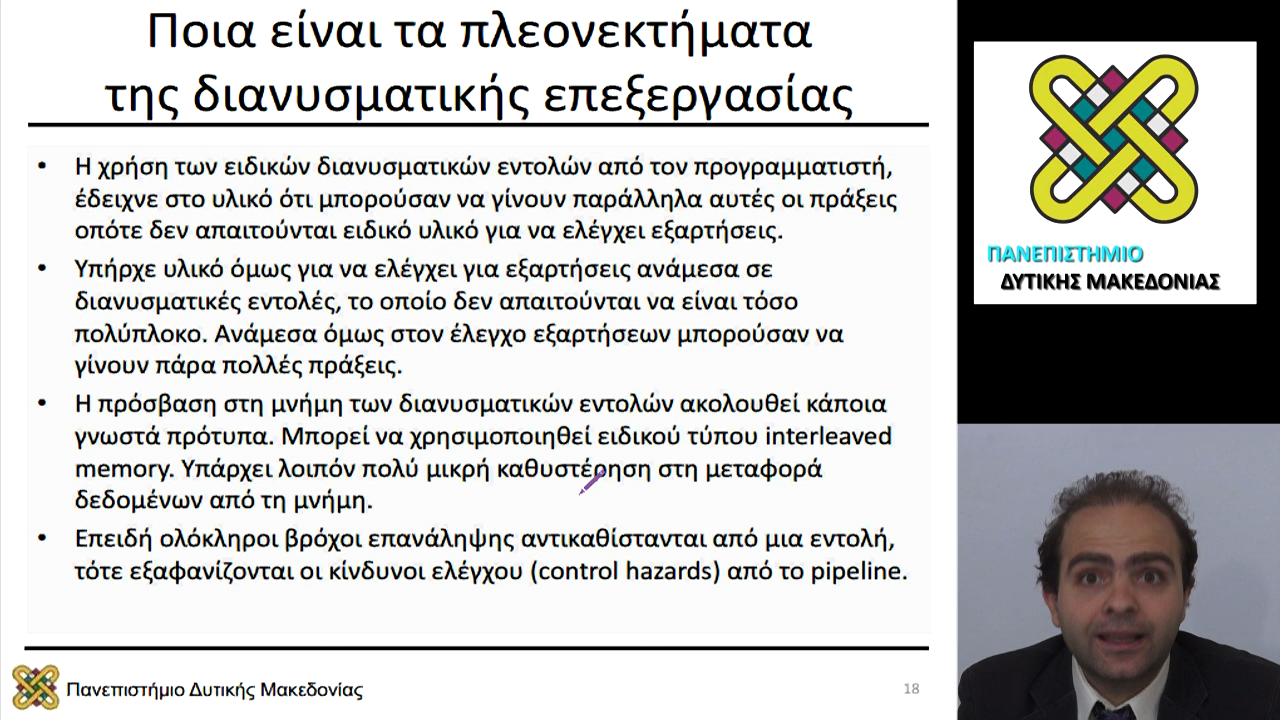 Ποια είναι τα πλεονεκτήματα
της διανυσματικής επεξεργασίας
• Η χρήση των ειδικών διανυσματικών εντολών από τον προγραμματιστή,
έδειχνε στο υλικό ότι μπορούσαν να γίνουν παράλληλα αυτές οι πράξεις
οπότε δεν απαιτούνται ειδικό υλικό για να ελέγχει εξαρτήσεις.
• Υπήρχε υλικό όμως για να ελέγχει για εξαρτήσεις ανάμεσα σε
διανυσματικές εντολές, το οποίο δεν απαιτούνται να είναι τόσο
πολύπλοκο. Ανάμεσα όμως στον έλεγχο εξαρτήσεων μπορούσαν να
γίνουν πάρα πολλές πράξεις.
• Η πρόσβαση στη μνήμη των διανυσματικών εντολών ακολουθεί κάποια
γνωστά πρότυπα. Μπορεί να χρησιμοποιηθεί ειδικού τύπου interleaved
memory. Υπάρχει λοιπόν πολύ μικρή καθυστέρηση στη μεταφορά
δεδομένων από τη μνήμη.
• Επειδή ολόκληροι βρόχοι επανάληψης αντικαθίστανται από μια εντολή,
τότε εξαφανίζονται οι κίνδυνοι ελέγχου (control hazards) από το pipeline.
Πανεπιστήμιο Δυτικής Μακεδονίας
18
ΠΑΝΕΠΙΣΤΗΜΙΟ
ΔΥΤΙΚΗΣ ΜΑΚΕΔΟΝΙΑΣ